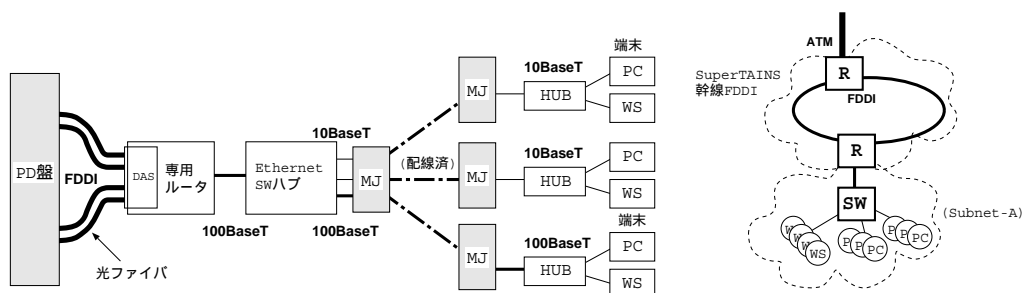 PD盤
FDDI
光ファイバ
DAS
専用
ルータ
100BaseT
Ethernet
SWハブ
10BaseT
100BaseT
MJ
(配線済)
MJ
10BaseT
HUB
端末
PC
WS
MJ
10BaseT
HUB
PC
WS
MJ
100BaseT
HUB
端末
PC
WS
ATM
R
SuperTAINS
幹線FDDI
FDDI
R
SW
(Subnet-A)
W
W
W
WS
P
P
PC
P
P
PC